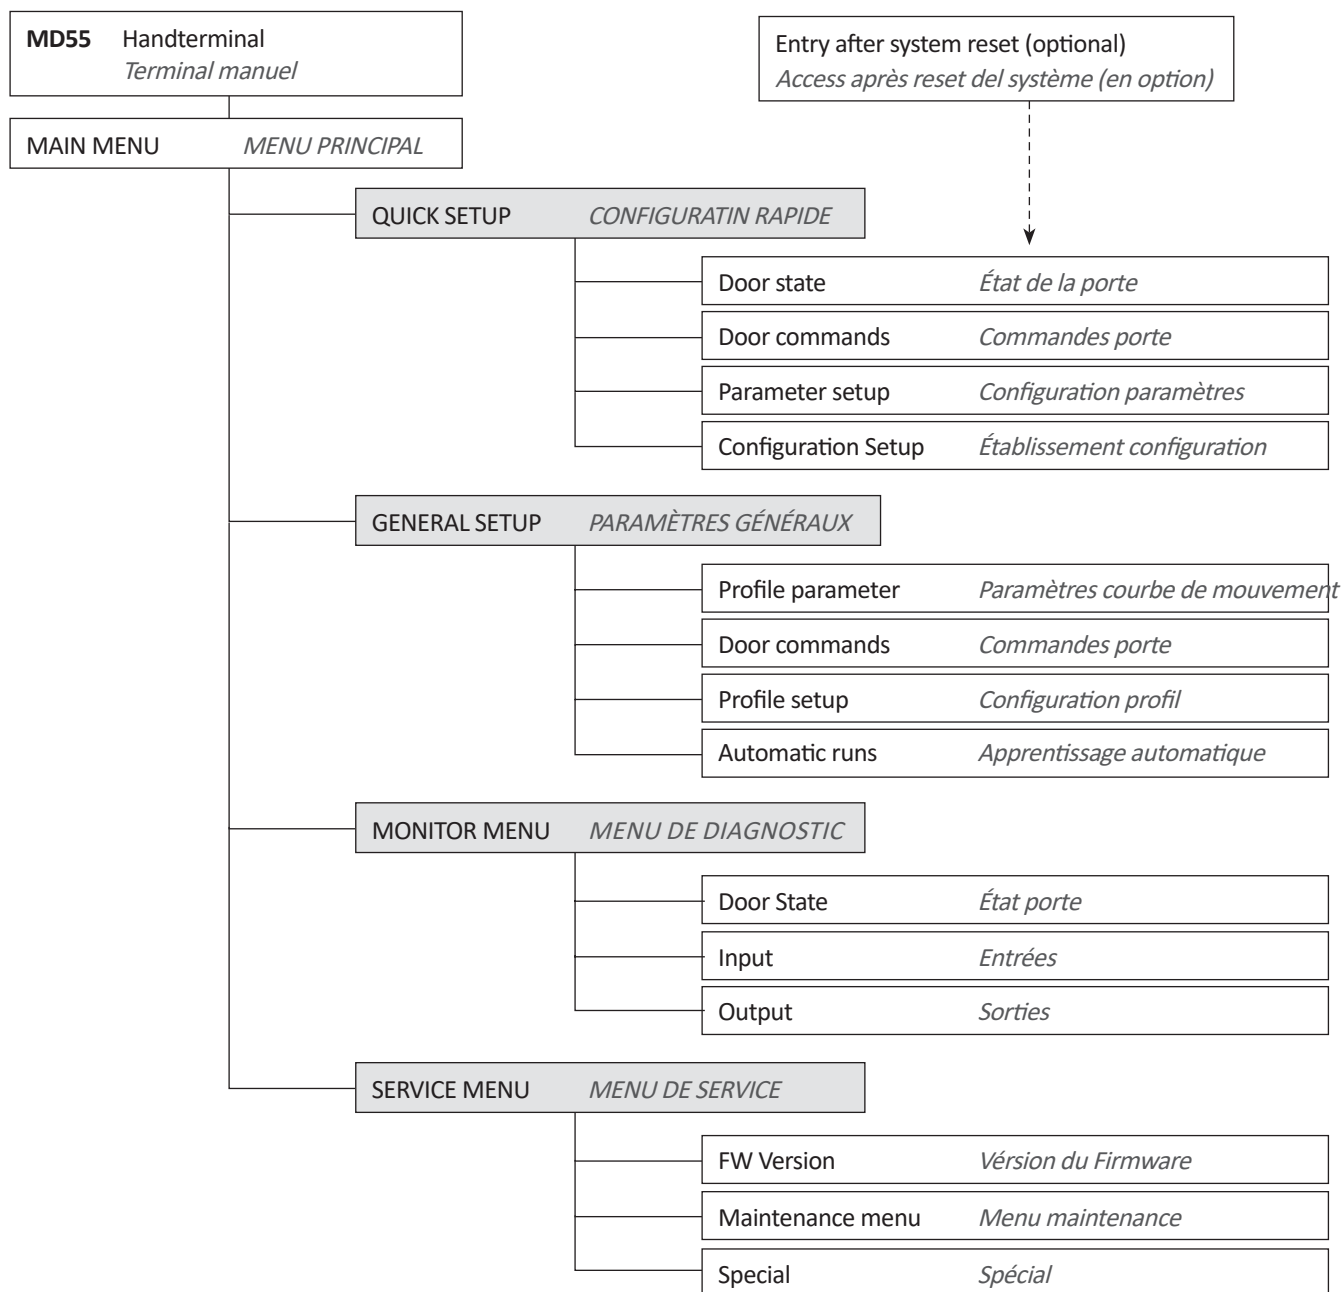 MD55 Handterminal
Terminal manuel
Entry after system reset (optional)
Access après reset del système (en option)
MAIN MENU MENU PRINCIPAL
QUICK SETUP CONFIGURATIN RAPIDE
Door state État de la porte
Door commands Commandes porte
Parameter setup Configuration paramètres
Configuration Setup Établissement configuration
GENERAL SETUP PARAMÈTRES GÉNÉRAUX
Profile parameter Paramètres courbe de mouvement
Door commands Commandes porte
Profile setup Configuration profil
Automatic runs Apprentissage automatique
MONITOR MENU MENU DE DIAGNOSTIC
Door State État porte
Input Entrées
Output Sorties
SERVICE MENU MENU DE SERVICE
FW Version Vérsion du Firmware
Maintenance menu Menu maintenance
Special Spécial